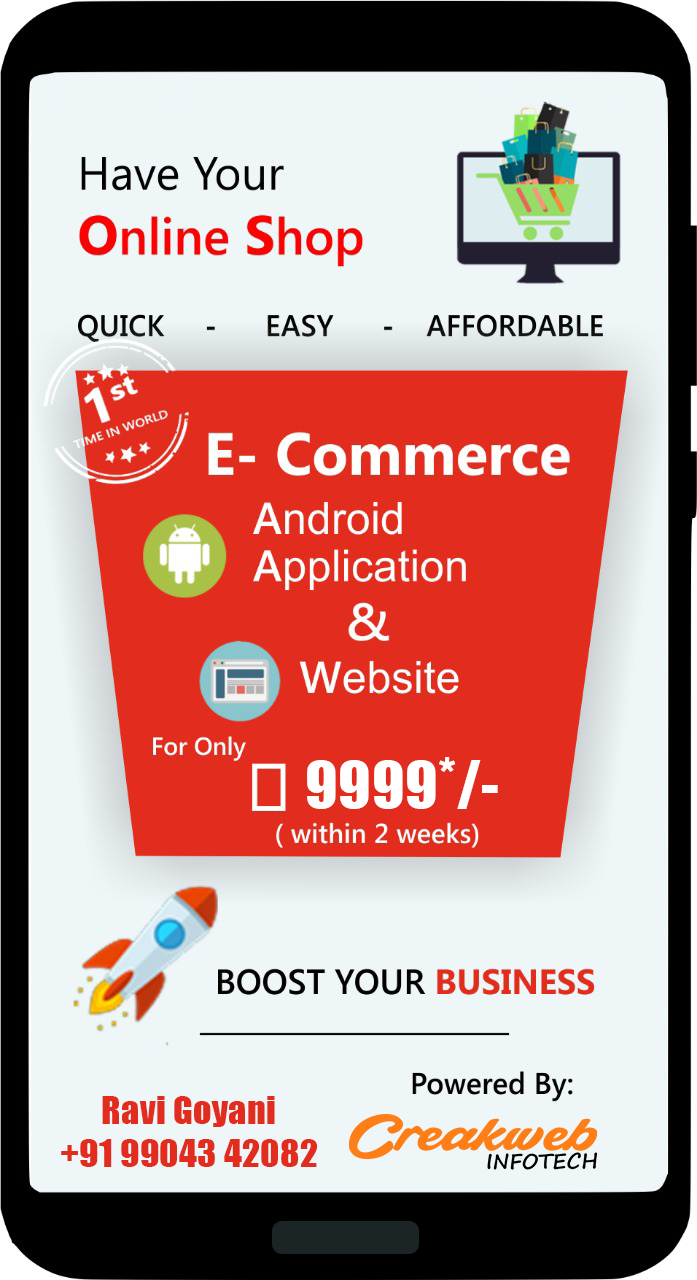 Have Your
Online Shop
QUICK - EASY - AFFORDABLE
1st
TIME IN WORLD
E- Commerce
Android
Application
&
Website
For Only
▯ 9999*/-
( within 2 weeks)
BOOST YOUR BUSINESS
Powered By:
Ravi Goyani
+91 99043 42082
Creakweb
INFOTECH